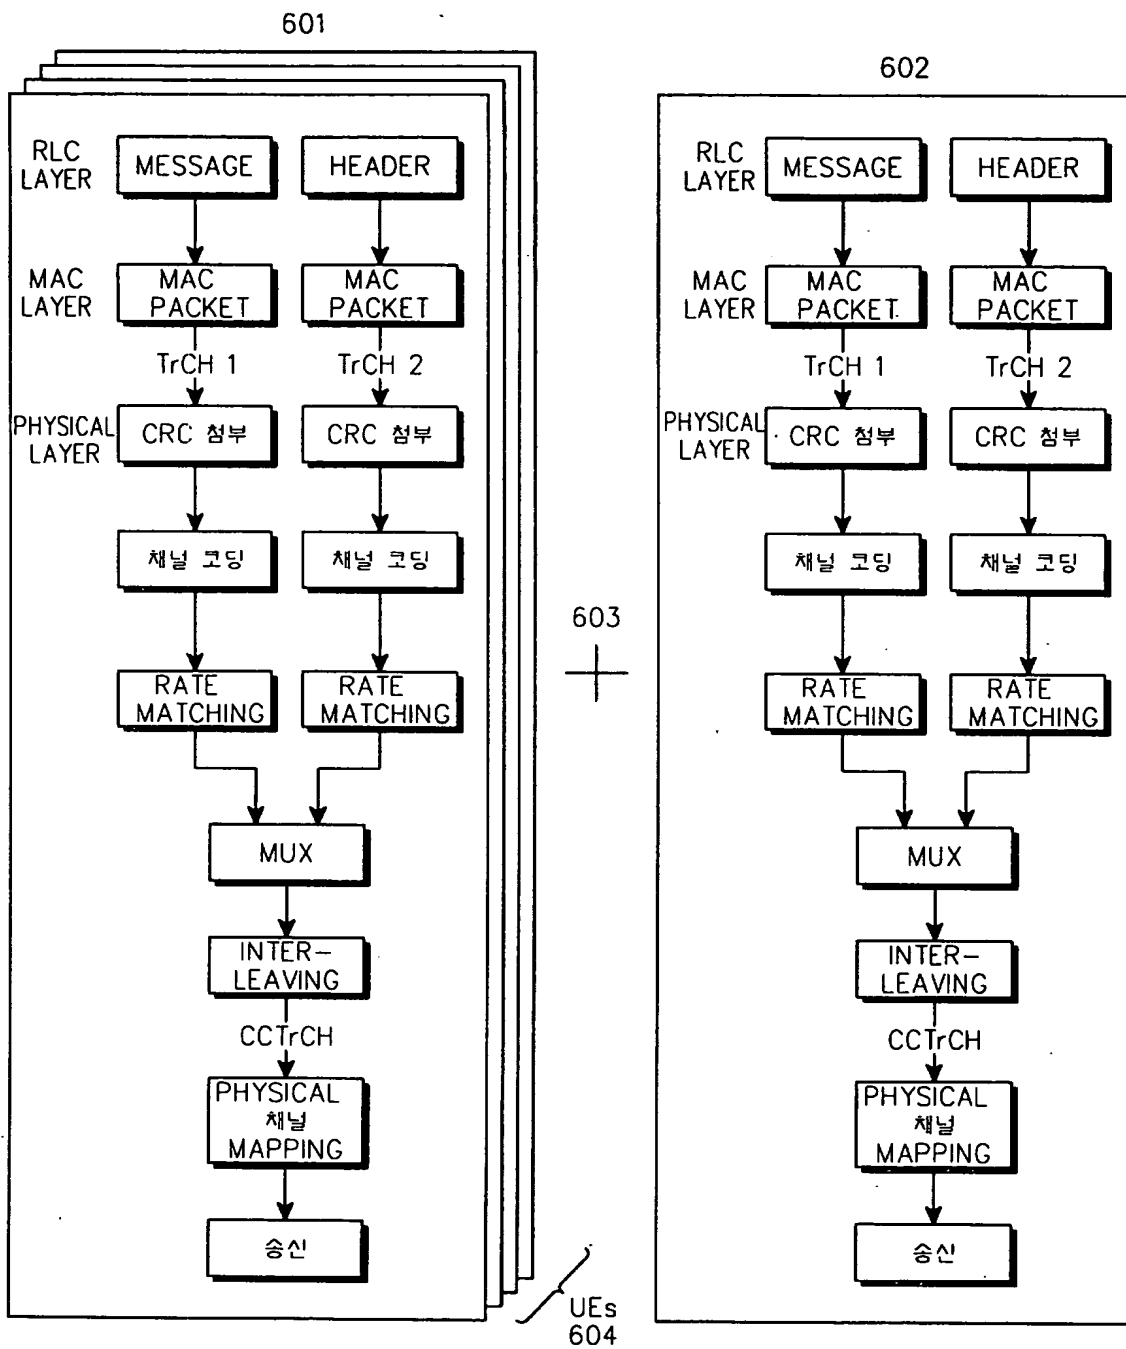 601
RLC
LAYER
MESSAGE
HEADER
MAC
LAYER
MAC
PACKET
MAC
PACKET
TrCH 1
TrCH 2
PHYSICAL
LAYER
CRC 첨부
CRC 첨부
채널 코딩
채널 코딩
RATE
MATCHING
RATE
MATCHING
MUX
INTER-
LEAVING
CCTrCH
PHYSICAL
채널
MAPPING
송신
603
UEs
604
602
RLC
LAYER
MESSAGE
HEADER
MAC
LAYER
MAC
PACKET
MAC
PACKET
TrCH 1
TrCH 2
PHYSICAL
LAYER
CRC 첨부
CRC 첨부
채널 코딩
채널 코딩
RATE
MATCHING
RATE
MATCHING
MUX
INTER-
LEAVING
CCTrCH
PHYSICAL
채널
MAPPING
송신